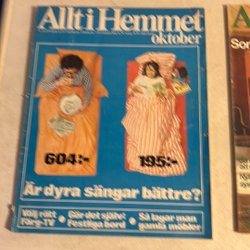 Allt i Hemmet
oktober
604:-
195:-
Är dyra sängar bättre?
Välj rätt
Färg-TV
Gör det själv:
Festliga bord
Så lagar man
gamla möbler